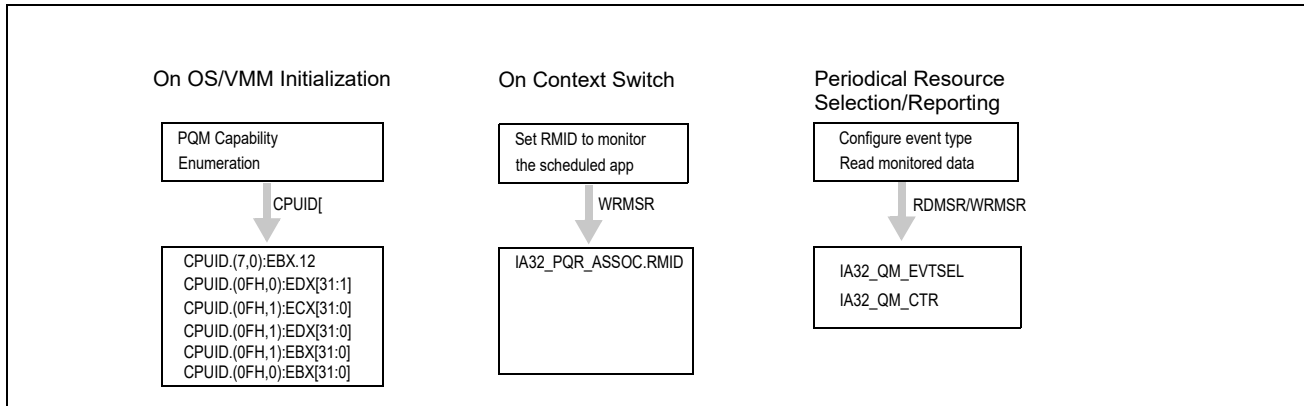 On OS/VMM Initialization
PQM Capability
Enumeration
CPUID[
CPUID.(7,0):EBX.12
CPUID.(0FH,0):EDX[31:1]
CPUID.(0FH,1):ECX[31:0]
CPUID.(0FH,1):EDX[31:0]
CPUID.(0FH,1):EBX[31:0]
CPUID.(0FH,0):EBX[31:0]
On Context Switch
Set RMID to monitor
the scheduled app
WRMSR
IA32_PQR_ASSOC.RMID
Periodical Resource
Selection/Reporting
Configure event type
Read monitored data
RDMSR/WRMSR
IA32_QM_EVTSEL
IA32_QM_CTR